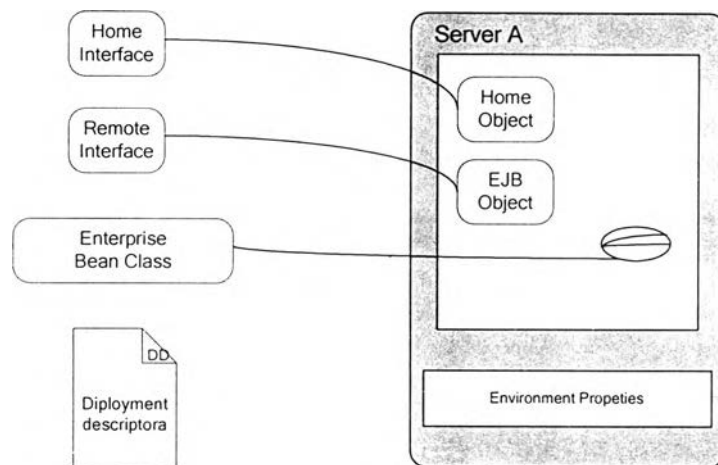 Home
Interface
Remote
Interface
Enterprise
Bean Class
DD
Diployment
descriptora
Server A
Home
Object
EJB
Object
Environment Propeties